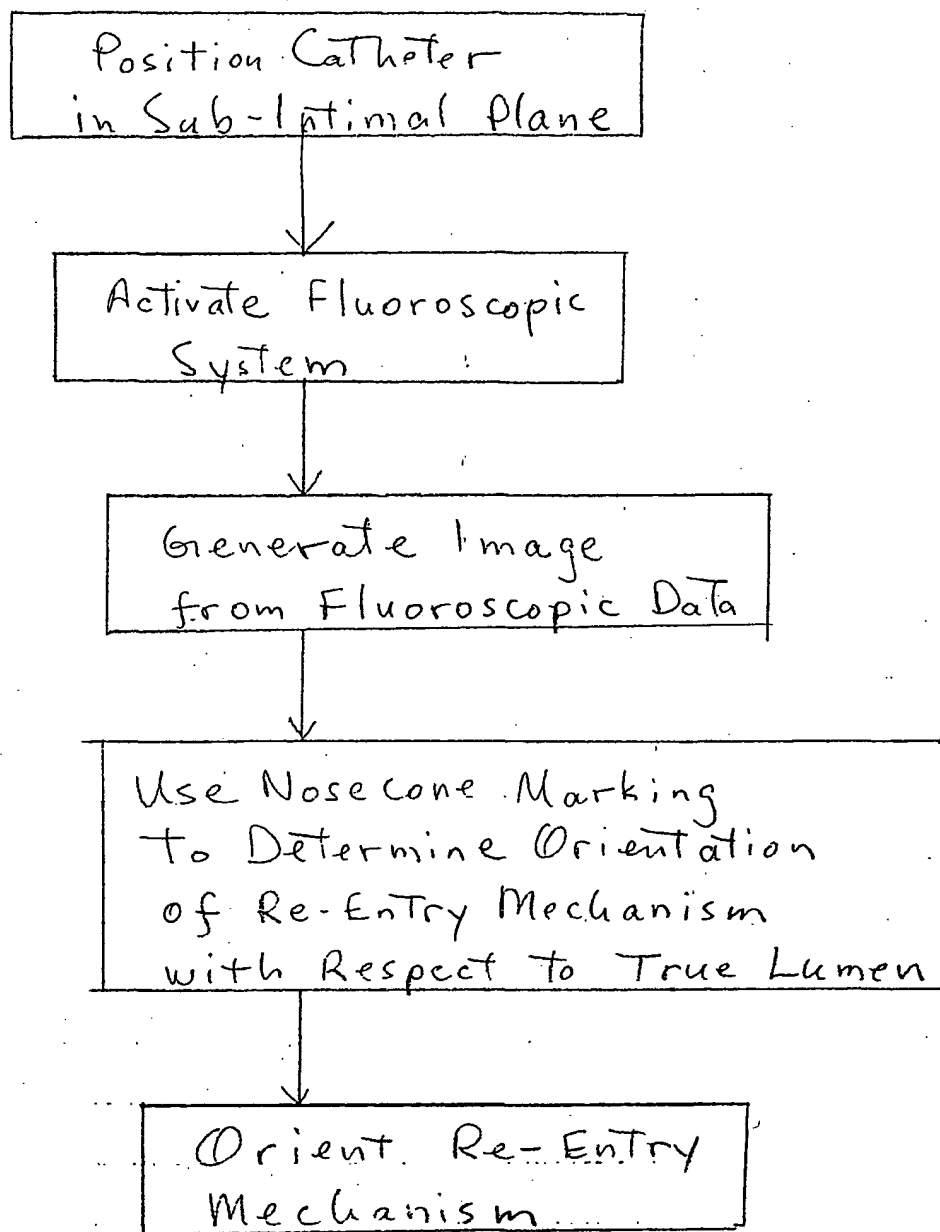 Position Catheter
in Sub-Intimal Plane
Activate Fluoroscopic
System
Generate Image
from Fluoroscopic Data
Use Nosecone Marking
To Determine Orientation
of Re-Entry Mechanism
with Respect to True Lumen
Orient Re-Entry
Mechanism